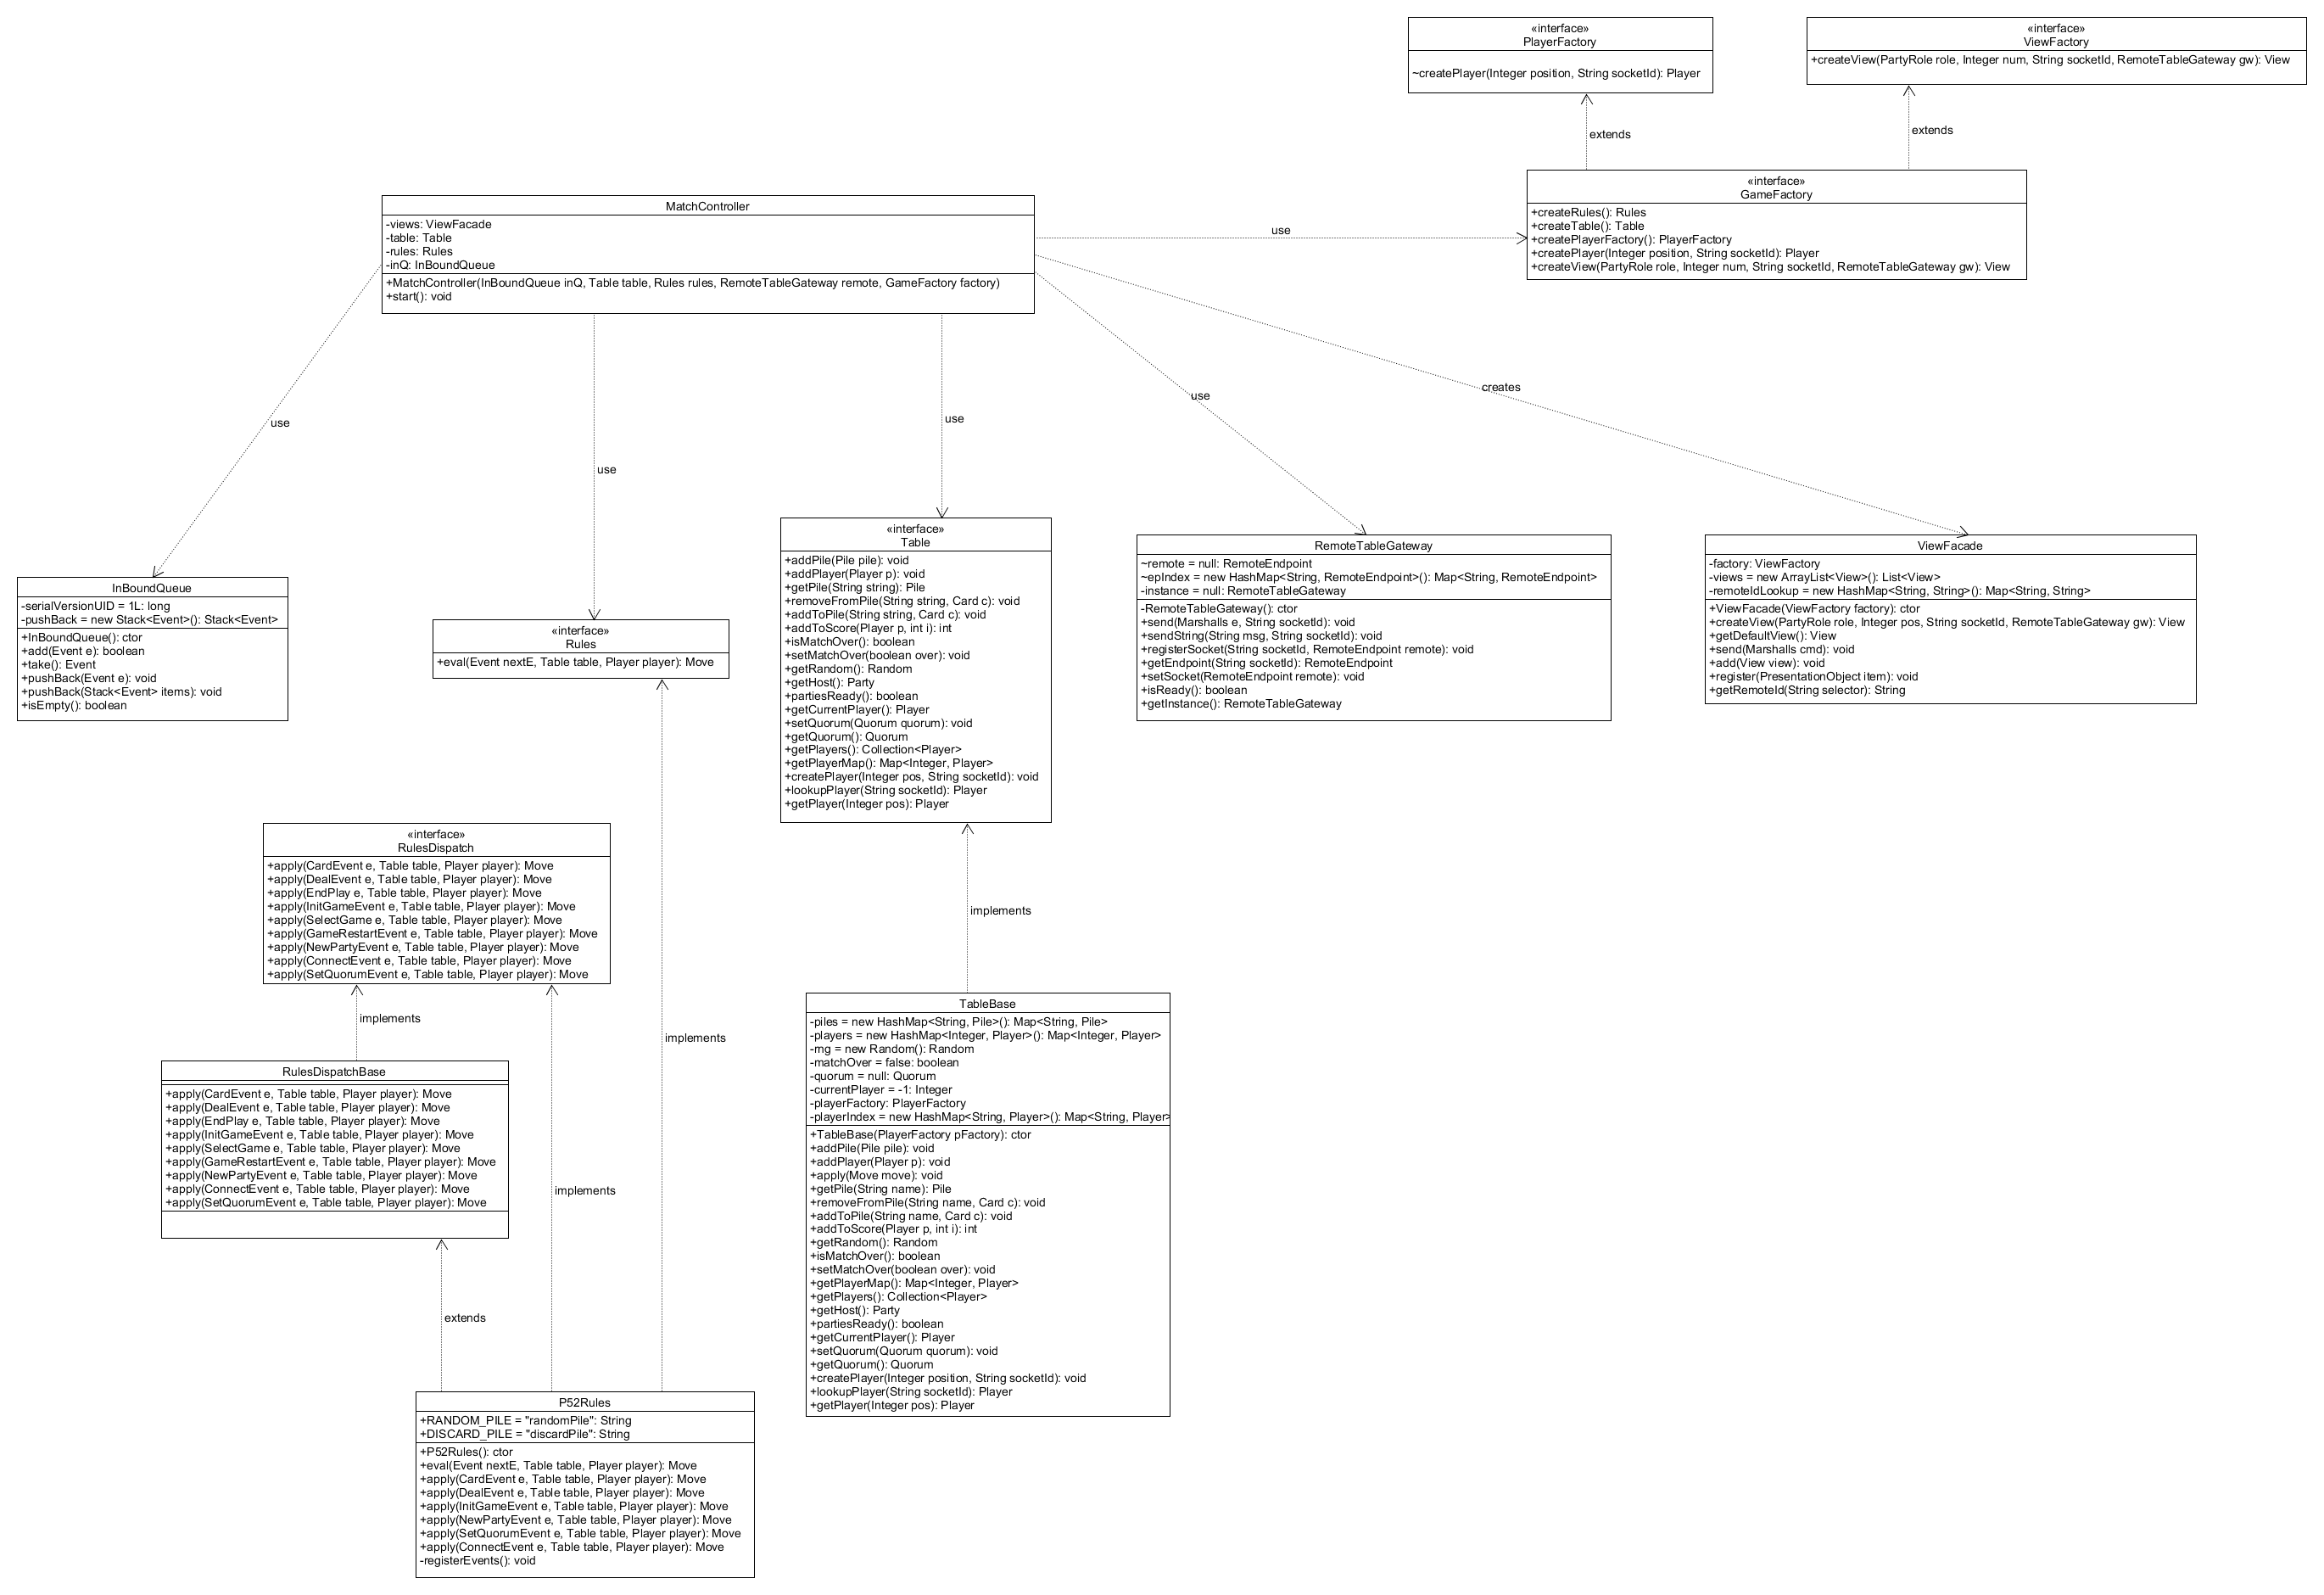 «interface»
PlayerFactory
~createPlayer(Integer position, String socketId): Player
«interface»
ViewFactory
+createView(PartyRole role, Integer num, String socketId, RemoteTableGateway gw): View
extends
extends
«interface»
GameFactory
+createRules(): Rules
+createTable(): Table
+createPlayerFactory(): PlayerFactory
+createPlayer(Integer position, String socketId): Player
+createView(PartyRole role, Integer num, String socketId, RemoteTableGateway gw): View
MatchController
-views: ViewFacade
-table: Table
-rules: Rules
-inQ: InBoundQueue
+MatchController(InBoundQueue inQ, Table table, Rules rules, RemoteTableGateway remote, GameFactory factory)
+start(): void
use
use
use
use
use
creates
InBoundQueue
-serialVersionUID = 1L: long
-pushBack = new Stack<Event>(): Stack<Event>
+InBoundQueue(): ctor
+add(Event e): boolean
+take(): Event
+pushBack(Event e): void
+pushBack(Stack<Event> items): void
+isEmpty(): boolean
«interface»
Rules
+eval(Event nextE, Table table, Player player): Move
«interface»
Table
+addPile(Pile pile): void
+addPlayer(Player p): void
+getPile(String string): Pile
+removeFromPile(String string, Card c): void
+addToPile(String string, Card c): void
+addToScore(Player p, int i): int
+isMatchOver(): boolean
+setMatchOver(boolean over): void
+getRandom(): Random
+getHost(): Party
+partiesReady(): boolean
+getCurrentPlayer(): Player
+setQuorum(Quorum quorum): void
+getQuorum(): Quorum
+getPlayers(): Collection<Player>
+getPlayerMap(): Map<Integer, Player>
+createPlayer(Integer pos, String socketId): void
+lookupPlayer(String socketId): Player
+getPlayer(Integer pos): Player
RemoteTableGateway
~remote = null: RemoteEndpoint
~epIndex = new HashMap<String, RemoteEndpoint>(): Map<String, RemoteEndpoint>
-instance = null: RemoteTableGateway
-RemoteTableGateway(): ctor
+send(Marshalls e, String socketId): void
+sendString(String msg, String socketId): void
+registerSocket(String socketId, RemoteEndpoint remote): void
+getEndpoint(String socketId): RemoteEndpoint
+setSocket(RemoteEndpoint remote): void
+isReady(): boolean
+getInstance(): RemoteTableGateway
ViewFacade
-factory: ViewFactory
-views = new ArrayList<View>(): List<View>
-remoteIdLookup = new HashMap<String, String>(): Map<String, String>
+ViewFacade(ViewFactory factory): ctor
+createView(PartyRole role, Integer pos, String socketId, RemoteTableGateway gw): View
+getDefaultView(): View
+send(Marshalls cmd): void
+add(View view): void
+register(PresentationObject item): void
+getRemoteId(String selector): String
«interface»
RulesDispatch
+apply(CardEvent e, Table table, Player player): Move
+apply(DealEvent e, Table table, Player player): Move
+apply(EndPlay e, Table table, Player player): Move
+apply(InitGameEvent e, Table table, Player player): Move
+apply(SelectGame e, Table table, Player player): Move
+apply(GameRestartEvent e, Table table, Player player): Move
+apply(NewPartyEvent e, Table table, Player player): Move
+apply(ConnectEvent e, Table table, Player player): Move
+apply(SetQuorumEvent e, Table table, Player player): Move
implements
implements
implements
implements
RulesDispatchBase
+apply(CardEvent e, Table table, Player player): Move
+apply(DealEvent e, Table table, Player player): Move
+apply(EndPlay e, Table table, Player player): Move
+apply(InitGameEvent e, Table table, Player player): Move
+apply(SelectGame e, Table table, Player player): Move
+apply(GameRestartEvent e, Table table, Player player): Move
+apply(NewPartyEvent e, Table table, Player player): Move
+apply(ConnectEvent e, Table table, Player player): Move
+apply(SetQuorumEvent e, Table table, Player player): Move
extends
TableBase
-piles = new HashMap<String, Pile>(): Map<String, Pile>
-players = new HashMap<Integer, Player>(): Map<Integer, Player>
-rng = new Random(): Random
-matchOver = false: boolean
-quorum = null: Quorum
-currentPlayer = -1: Integer
-playerFactory: PlayerFactory
-playerIndex = new HashMap<String, Player>(): Map<String, Player>
+TableBase(PlayerFactory pFactory): ctor
+addPile(Pile pile): void
+addPlayer(Player p): void
+apply(Move move): void
+getPile(String name): Pile
+removeFromPile(String name, Card c): void
+addToPile(String name, Card c): void
+addToScore(Player p, int i): int
+getRandom(): Random
+isMatchOver(): boolean
+setMatchOver(boolean over): void
+getPlayerMap(): Map<Integer, Player>
+getPlayers(): Collection<Player>
+getHost(): Party
+partiesReady(): boolean
+getCurrentPlayer(): Player
+setQuorum(Quorum quorum): void
+getQuorum(): Quorum
+createPlayer(Integer position, String socketId): void
+lookupPlayer(String socketId): Player
+getPlayer(Integer pos): Player
P52Rules
+RANDOM_PILE = "randomPile": String
+DISCARD_PILE = "discardPile": String
+P52Rules(): ctor
+eval(Event nextE, Table table, Player player): Move
+apply(CardEvent e, Table table, Player player): Move
+apply(DealEvent e, Table table, Player player): Move
+apply(InitGameEvent e, Table table, Player player): Move
+apply(NewPartyEvent e, Table table, Player player): Move
+apply(SetQuorumEvent e, Table table, Player player): Move
+apply(ConnectEvent e, Table table, Player player): Move
-registerEvents(): void